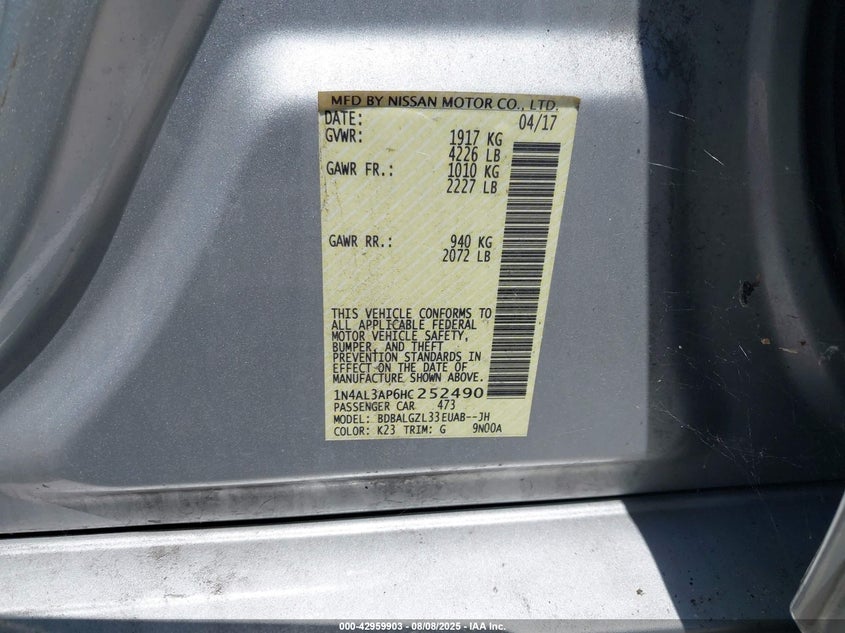 MFD BY NISSAN MOTOR CO., LTD.
DATE: 04/17
GVWR: 1917 KG
4226 LB
GAWR FR.: 1010 KG
2227 LB
GAWR RR.: 940 KG
2072 LB
THIS VEHICLE CONFORMS TO
ALL APPLICABLE FEDERAL
MOTOR VEHICLE SAFETY,
BUMPER, AND THEFT
PREVENTION STANDARDS IN
EFFECT ON THE DATE OF
MANUFACTURE SHOWN ABOVE.
1N4AL3AP6HC252490
PASSENGER CAR 473
MODEL: BDBALGZL33EUAB--JH
COLOR: K23 TRIM: G 9N00A
000-42959903 - 08/08/2025 - IAA Inc.